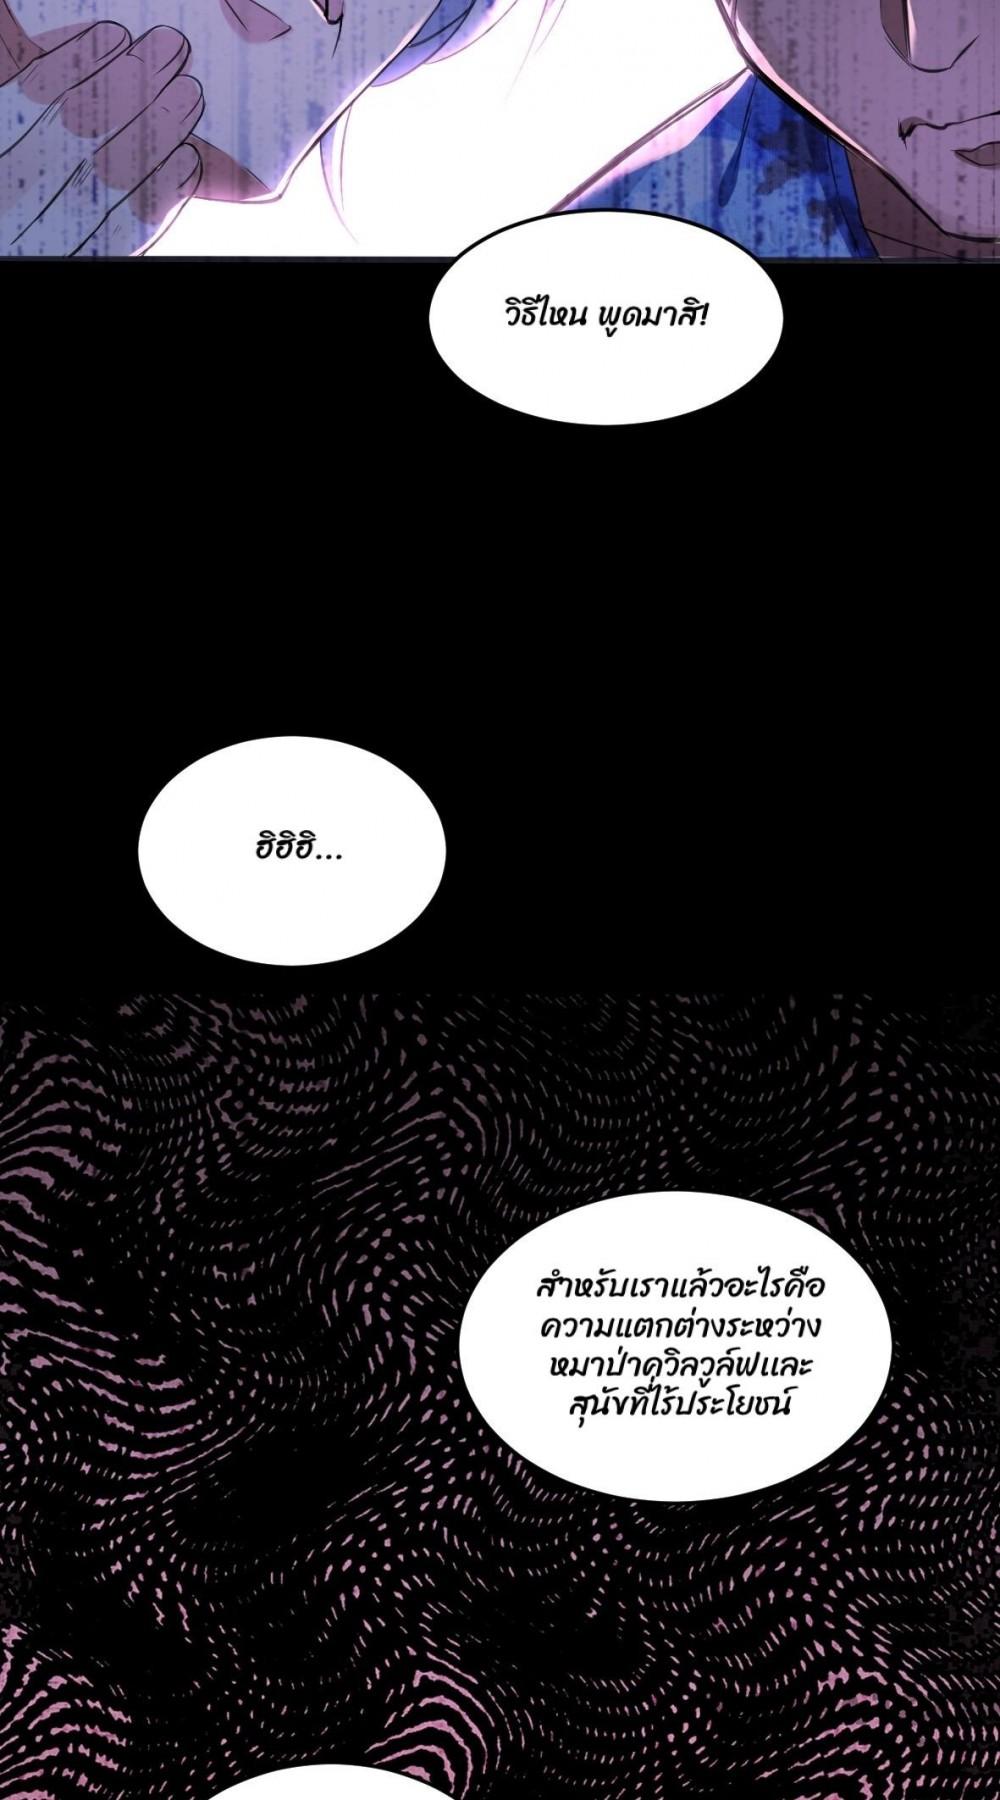 วิธีไหน พูดมาสิ!
ฮิฮิฮิ...
สำหรับเราแล้วอะไรคือ
ความแตกต่างระหว่าง
หมาป่าควิลวูล์ฟและ
สุนัขที่ไร้ประโยชน์